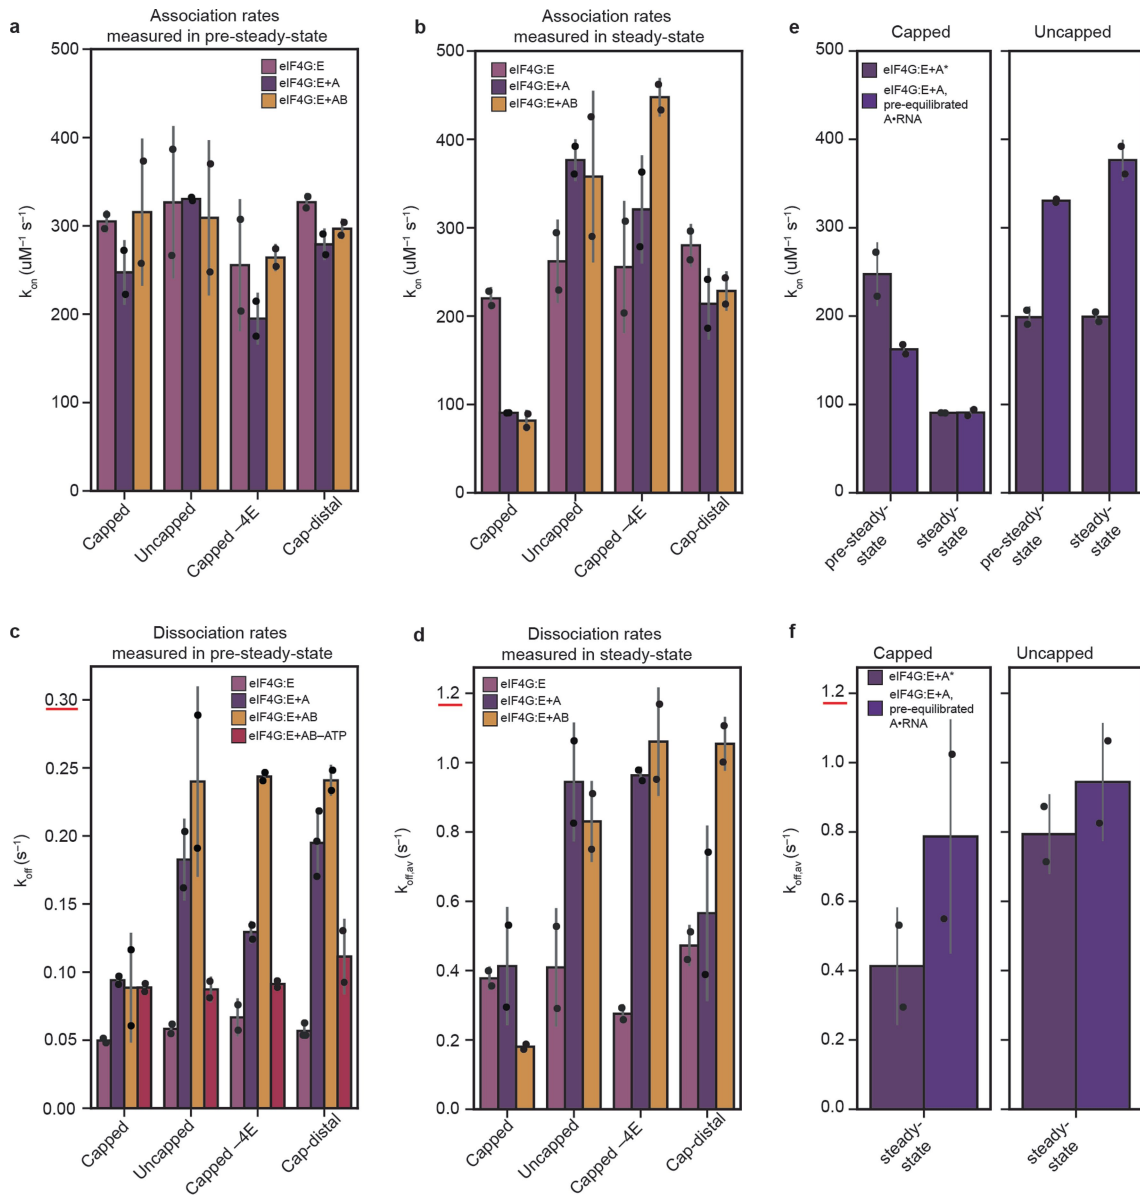 a
Association rates
measured in pre-steady-state
500
400
300
200
100
0
kon (uM⁻¹ s⁻¹)
eIF4G:E
eIF4G:E+A
eIF4G:E+AB
Capped
Uncapped
Capped –4E
Cap-distal
b
Association rates
measured in steady-state
500
400
300
200
100
0
kon (uM⁻¹ s⁻¹)
eIF4G:E
eIF4G:E+A
eIF4G:E+AB
Capped
Uncapped
Capped –4E
Cap-distal
e
Capped
Uncapped
500
400
300
200
100
0
kon (uM⁻¹ s⁻¹)
eIF4G:E+A*
eIF4G:E+A,
pre-equilibrated
A•RNA
pre-steady-
state
steady-
state
pre-steady-
state
steady-
state
c
Dissociation rates
measured in pre-steady-state
0.30
0.25
0.20
0.15
0.10
0.05
0.00
koff (s⁻¹)
eIF4G:E
eIF4G:E+A
eIF4G:E+AB
eIF4G:E+AB–ATP
Capped
Uncapped
Capped –4E
Cap-distal
d
Dissociation rates
measured in steady-state
1.2
1.0
0.8
0.6
0.4
0.2
0.0
koff,av (s⁻¹)
eIF4G:E
eIF4G:E+A
eIF4G:E+AB
Capped
Uncapped
Capped –4E
Cap-distal
f
Capped
Uncapped
1.2
1.0
0.8
0.6
0.4
0.2
0.0
koff,av (s⁻¹)
eIF4G:E+A*
eIF4G:E+A,
pre-equilibrated
A•RNA
steady-
state
steady-
state